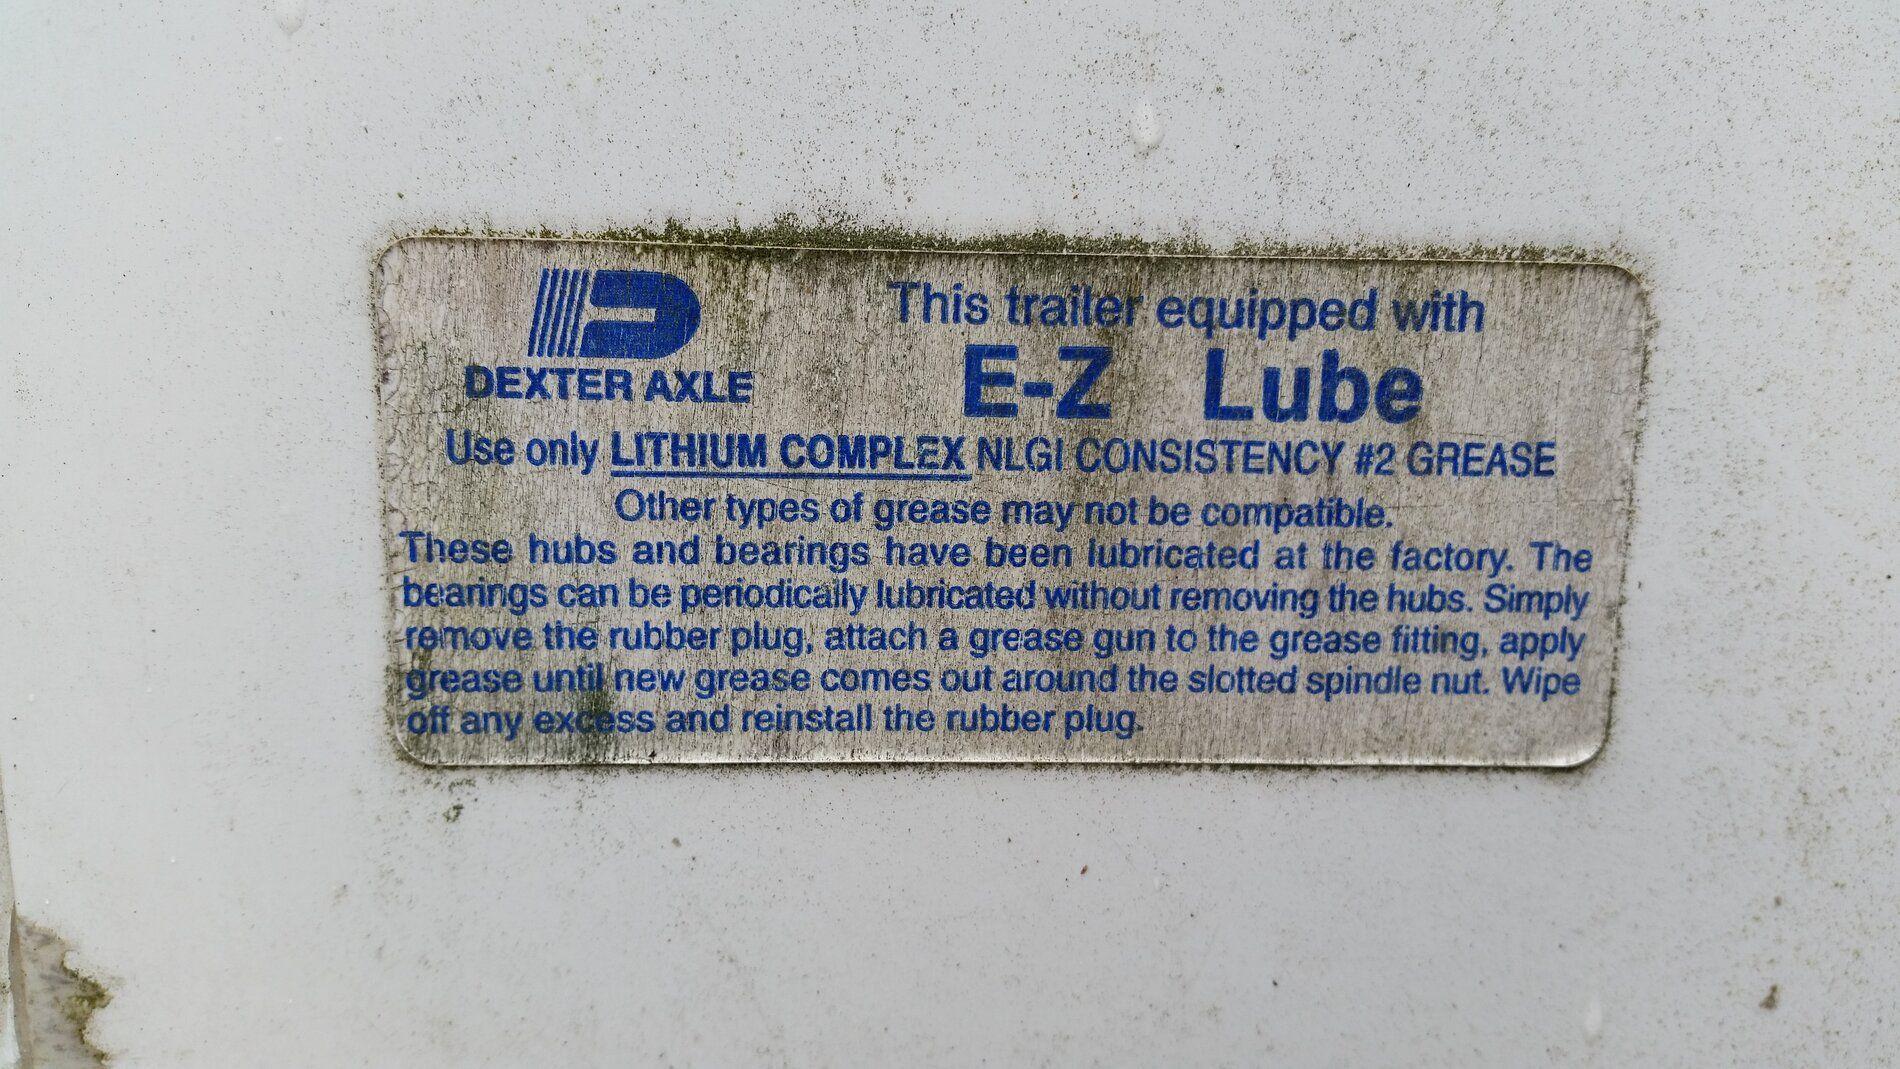 This trailer equipped with
DEXTER AXLE
E-Z Lube
Use only LITHIUM COMPLEX NLGI CONSISTENCY #2 GREASE
Other types of grease may not be compatible.
These hubs and bearings have been lubricated at the factory. The
bearings can be periodically lubricated without removing the hubs. Simply
remove the rubber plug, attach a grease gun to the grease fitting, apply
grease until new grease comes out around the slotted spindle nut. Wipe
off any excess and reinstall the rubber plug.